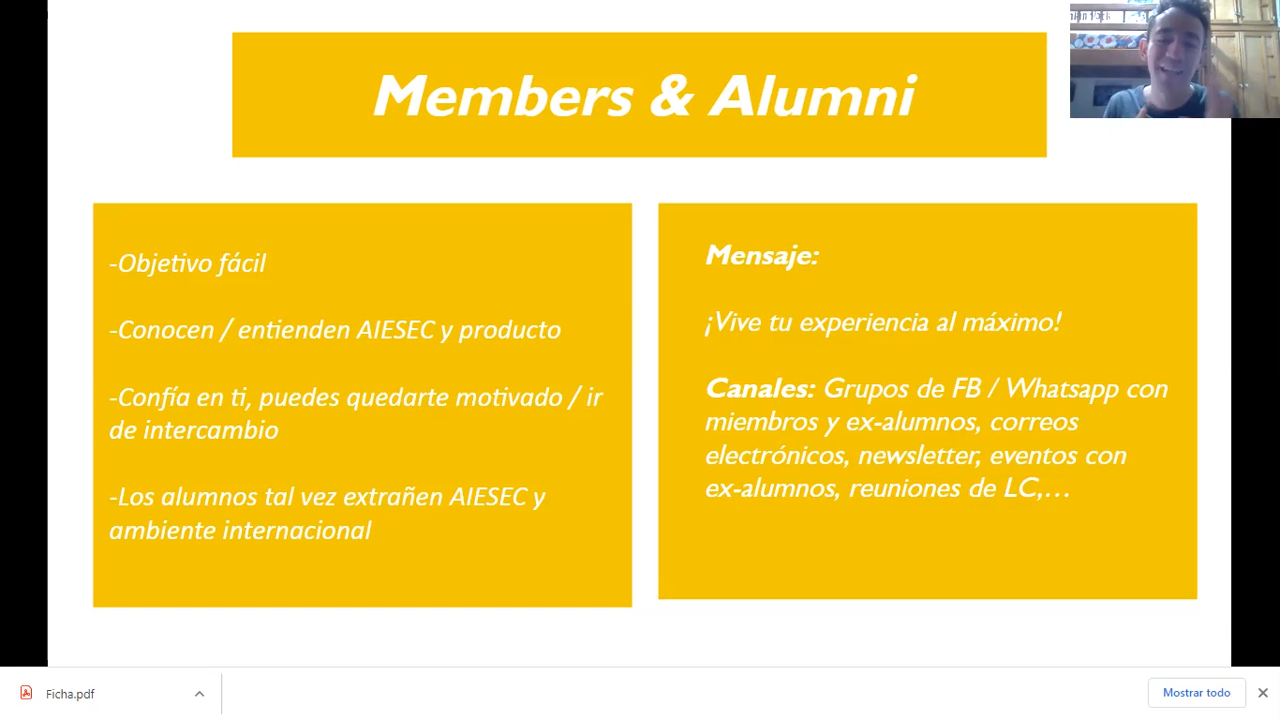 Members & Alumni
-Objetivo fácil
-Conocen / entienden AIESEC y producto
-Confía en ti, puedes quedarte motivado / ir
de intercambio
-Los alumnos tal vez extrañen AIESEC y
ambiente internacional
Mensaje:
¡Vive tu experiencia al máximo!
Canales: Grupos de FB / Whatsapp con
miembros y ex-alumnos, correos
electrónicos, newsletter, eventos con
ex-alumnos, reuniones de LC,…
Ficha.pdf
Mostrar todo